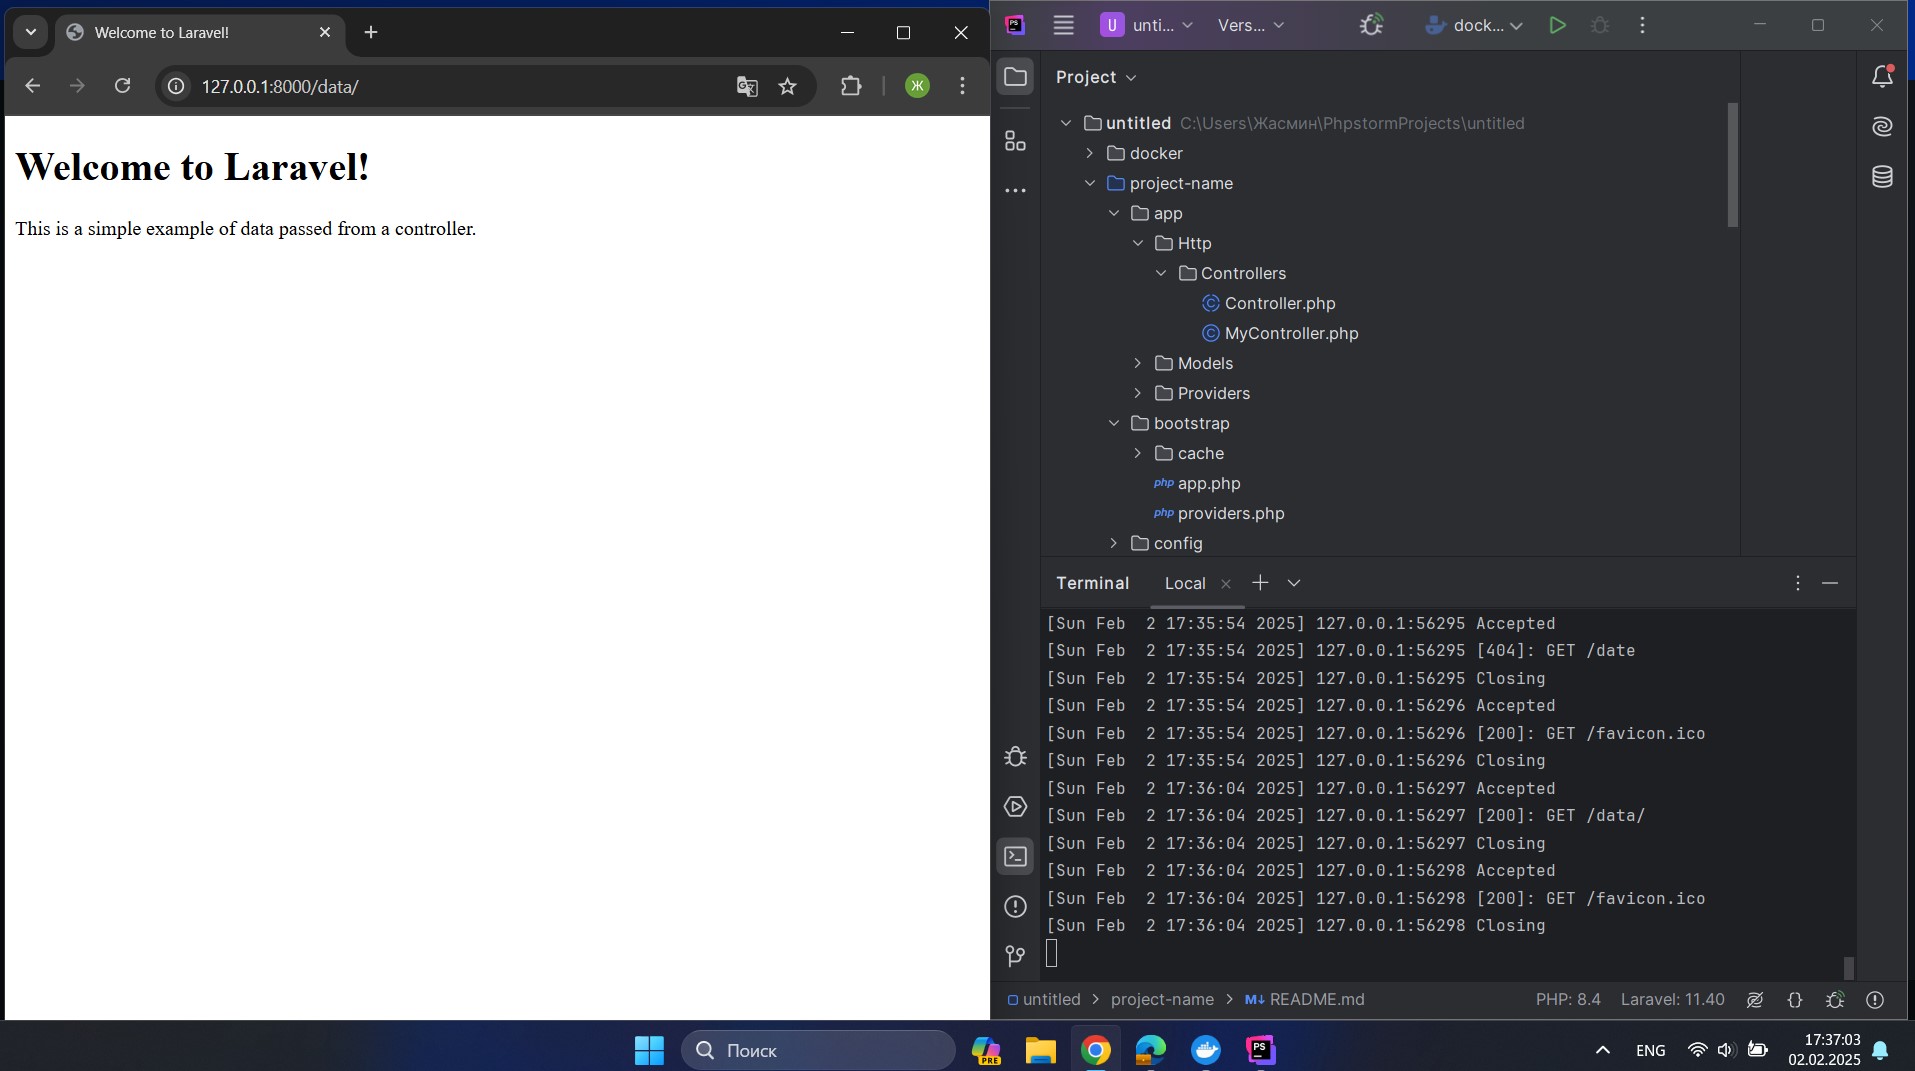 Welcome to Laravel!
127.0.0.1:8000/data/
Ж
Welcome to Laravel!
This is a simple example of data passed from a controller.
PS
U unti... Vers... dock...
Project
untitled C:\Users\Жасмин\PhpstormProjects\untitled
docker
project-name
app
Http
Controllers
Controller.php
MyController.php
Models
Providers
bootstrap
cache
php app.php
php providers.php
config
Terminal Local
[Sun Feb  2 17:35:54 2025] 127.0.0.1:56295 Accepted
[Sun Feb  2 17:35:54 2025] 127.0.0.1:56295 [404]: GET /date
[Sun Feb  2 17:35:54 2025] 127.0.0.1:56295 Closing
[Sun Feb  2 17:35:54 2025] 127.0.0.1:56296 Accepted
[Sun Feb  2 17:35:54 2025] 127.0.0.1:56296 [200]: GET /favicon.ico
[Sun Feb  2 17:35:54 2025] 127.0.0.1:56296 Closing
[Sun Feb  2 17:36:04 2025] 127.0.0.1:56297 Accepted
[Sun Feb  2 17:36:04 2025] 127.0.0.1:56297 [200]: GET /data/
[Sun Feb  2 17:36:04 2025] 127.0.0.1:56297 Closing
[Sun Feb  2 17:36:04 2025] 127.0.0.1:56298 Accepted
[Sun Feb  2 17:36:04 2025] 127.0.0.1:56298 [200]: GET /favicon.ico
[Sun Feb  2 17:36:04 2025] 127.0.0.1:56298 Closing
untitled > project-name > M↓ README.md PHP: 8.4 Laravel: 11.40
Поиск
PRE
PS
ENG
17:37:03
02.02.2025